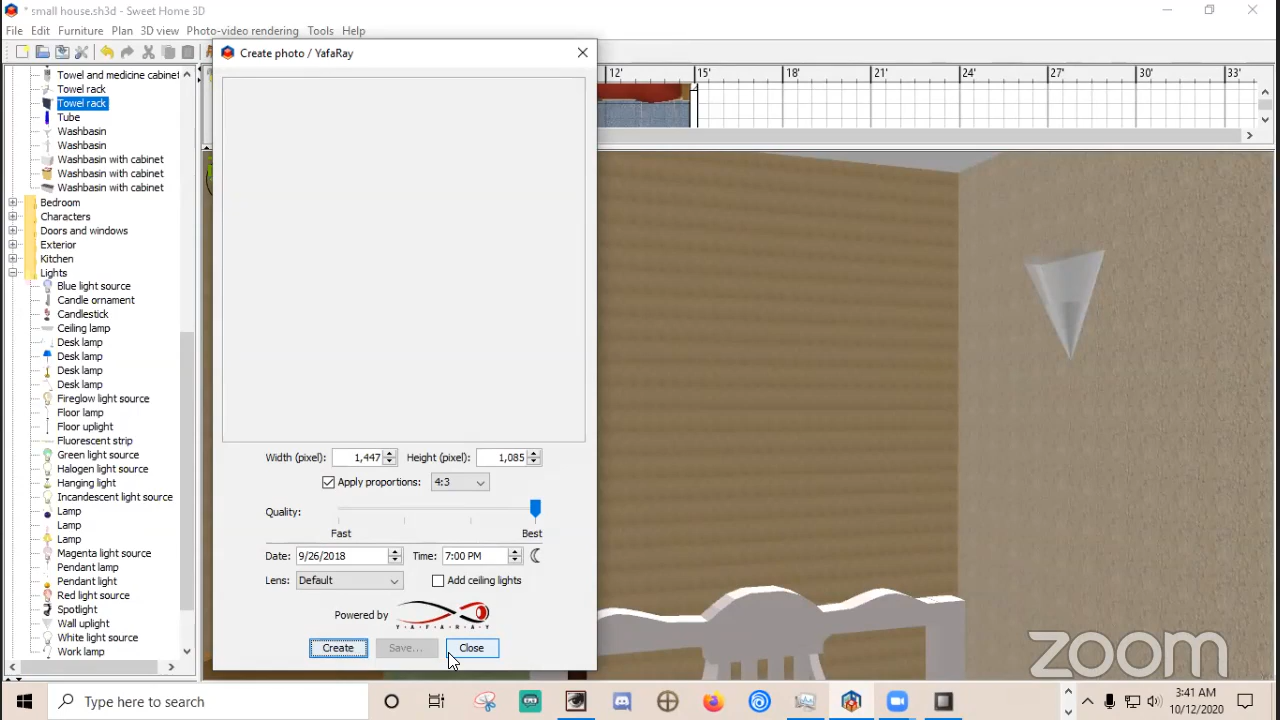 * small house.sh3d - Sweet Home 3D
File Edit Furniture Plan 3D view Photo-video rendering Tools Help
Create photo / YafaRay
12' 15' 18' 21' 24' 27' 30' 33'
Towel and medicine cabinet
Towel rack
Towel rack
Tube
Washbasin
Washbasin
Washbasin with cabinet
Washbasin with cabinet
Washbasin with cabinet
Bedroom
Characters
Doors and windows
Exterior
Kitchen
Lights
Blue light source
Candle ornament
Candlestick
Ceiling lamp
Desk lamp
Desk lamp
Desk lamp
Desk lamp
Fireglow light source
Floor lamp
Floor uplight
Fluorescent strip
Green light source
Halogen light source
Hanging light
Incandescent light source
Lamp
Lamp
Lamp
Magenta light source
Pendant lamp
Pendant light
Red light source
Spotlight
Wall uplight
White light source
Work lamp
Width (pixel): 1,447 Height (pixel): 1,085
Apply proportions: 4:3
Quality:
Fast Best
Date: 9/26/2018 Time: 7:00 PM
Lens: Default Add ceiling lights
Powered by YAFARAY
Create Save... Close
zoom
Type here to search
3:41 AM
10/12/2020